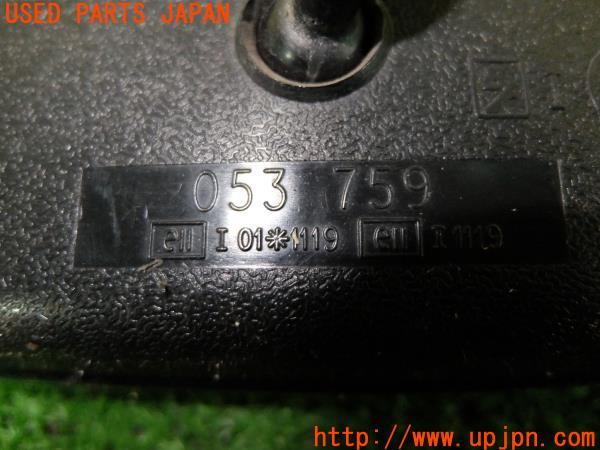 USED PARTS JAPAN
053 759
e11 I 01*1119 e11 R 1119
http://www.upjpn.com/